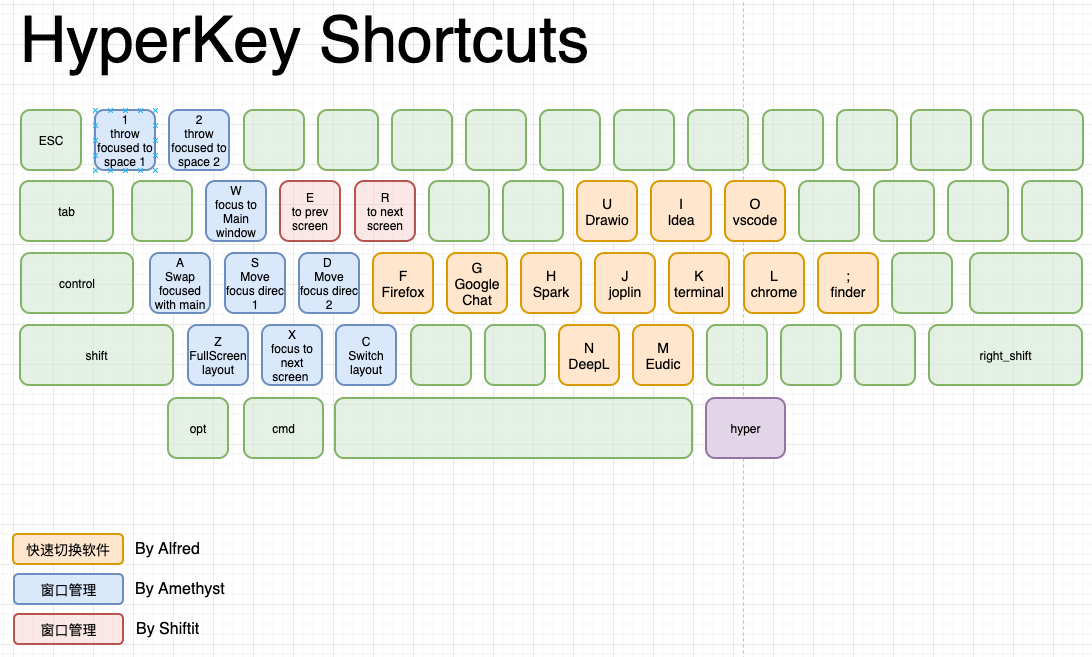 HyperKey Shortcuts
ESC
1
throw
focused to
space 1
2
throw
focused to
space 2
tab
W
focus to
Main
window
E
to prev
screen
R
to next
screen
U
Drawio
I
Idea
O
vscode
control
A
Swap
focused
with main
S
Move
focus direc
1
D
Move
focus direc
2
F
Firefox
G
Google
Chat
H
Spark
J
joplin
K
terminal
L
chrome
;
finder
shift
Z
FullScreen
layout
X
focus to
next
screen
C
Switch
layout
N
DeepL
M
Eudic
right_shift
opt
cmd
hyper
快速切换软件 By Alfred
窗口管理 By Amethyst
窗口管理 By Shiftit